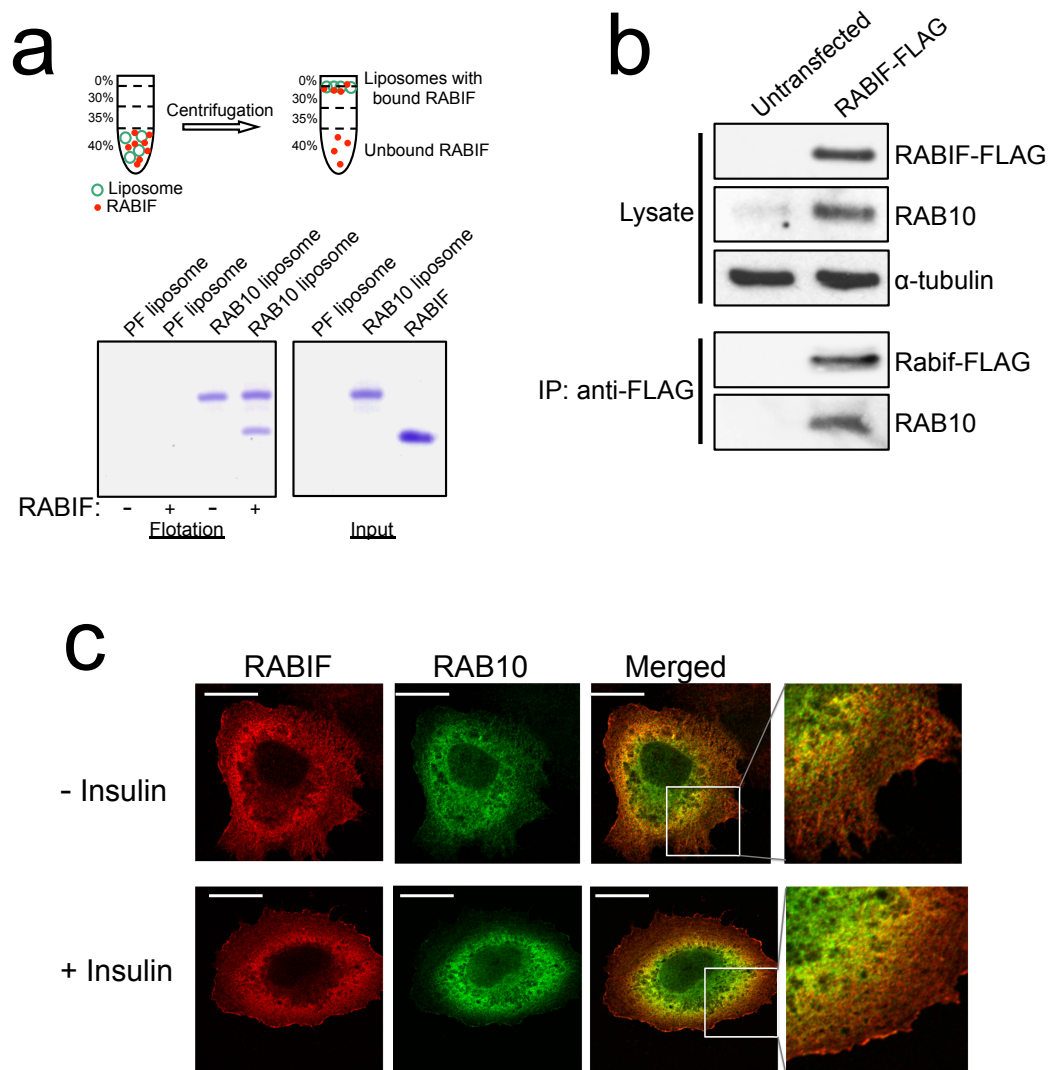 a
0%
30%
35%
40%
Centrifugation
0%
30%
35%
40%
Liposomes with
bound RABIF
Unbound RABIF
Liposome
RABIF
PF liposome
PF liposome
RAB10 liposome
RAB10 liposome
PF liposome
RAB10 liposome
RABIF
RABIF: - + - +
Flotation
Input
b
Untransfected
RABIF-FLAG
Lysate
RABIF-FLAG
RAB10
α-tubulin
IP: anti-FLAG
Rabif-FLAG
RAB10
c
RABIF RAB10 Merged
- Insulin
+ Insulin